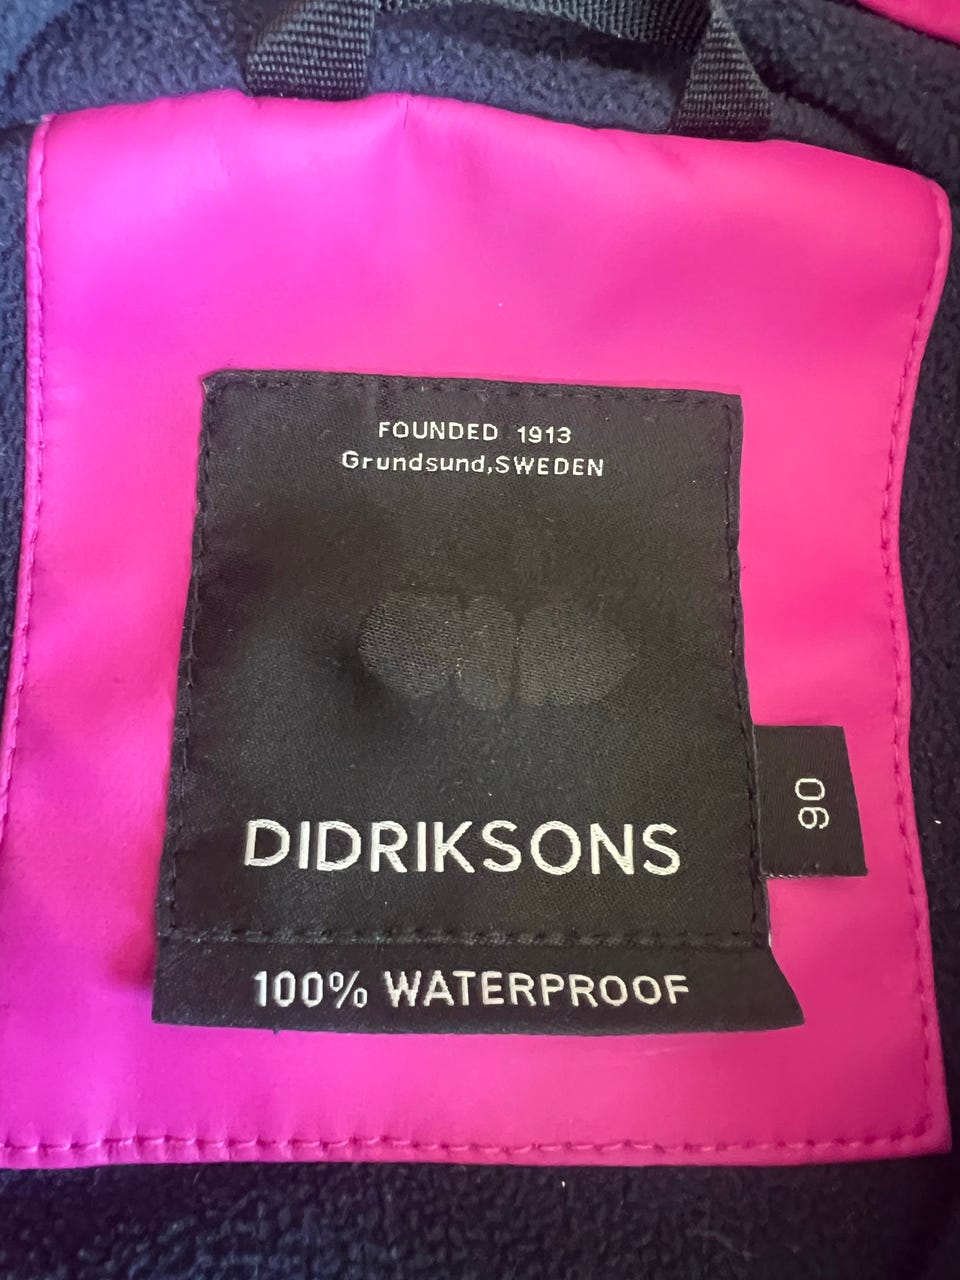 FOUNDED 1913
Grundsund,SWEDEN
DIDRIKSONS
90
100% WATERPROOF